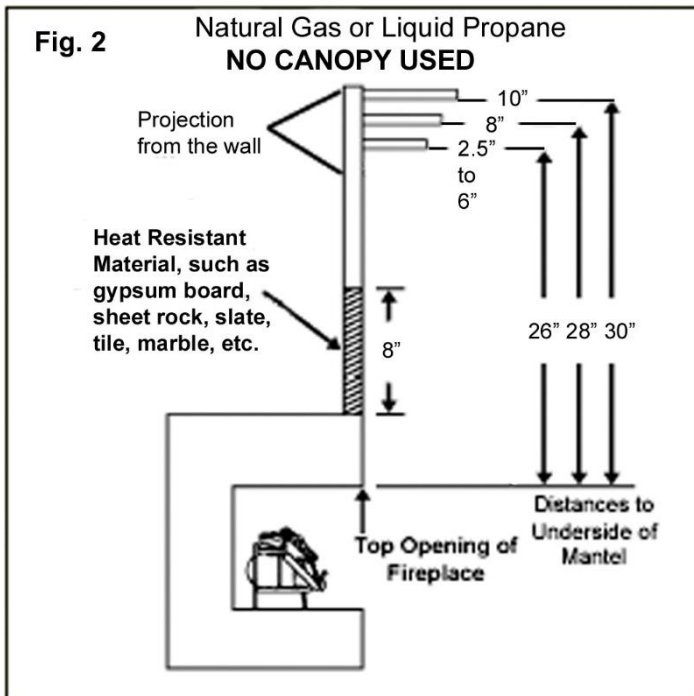 Fig. 2
Natural Gas or Liquid Propane
NO CANOPY USED
Projection
from the wall
10”
8”
2.5”
to
6”
Heat Resistant
Material, such as
gypsum board,
sheet rock, slate,
tile, marble, etc.
8”
26” 28” 30”
Top Opening of
Fireplace
Distances to
Underside of
Mantel